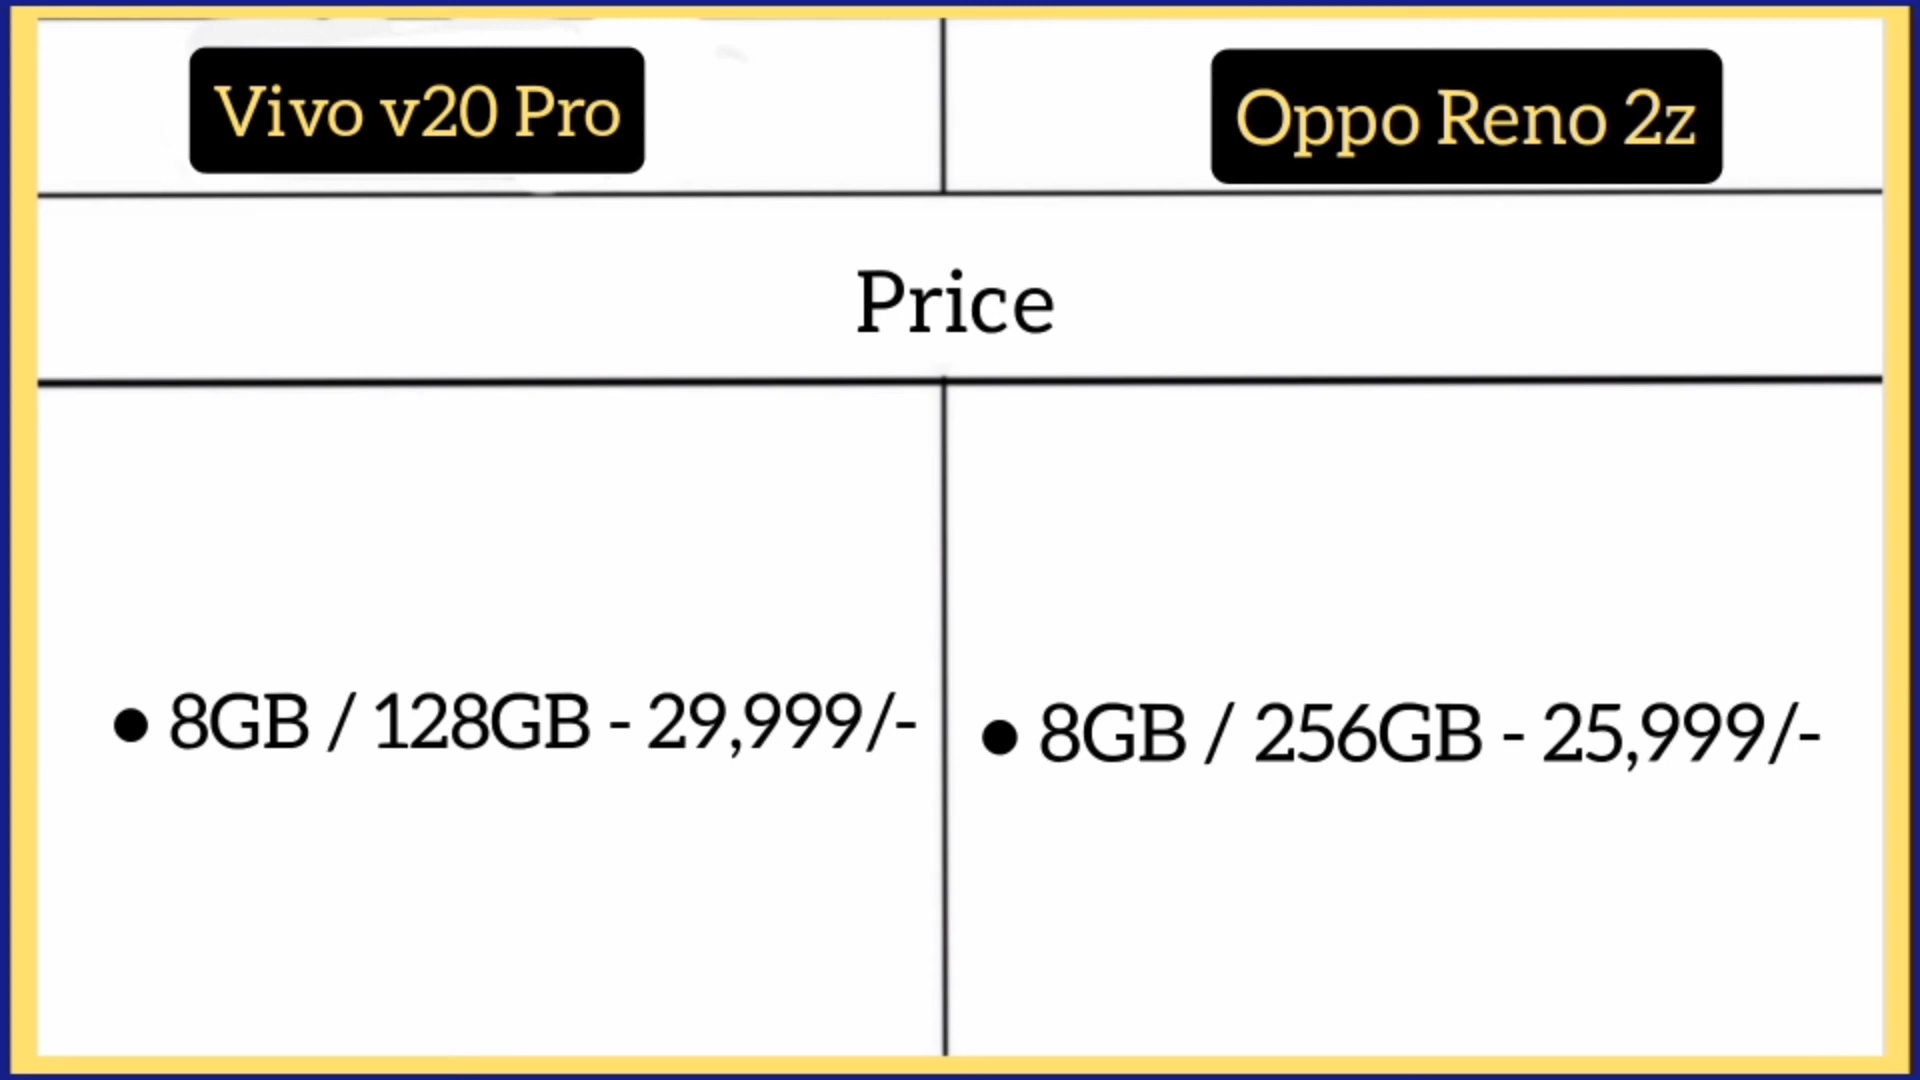 Vivo v20 Pro
Oppo Reno 2z
Price
● 8GB / 128GB - 29,999/-
● 8GB / 256GB - 25,999/-